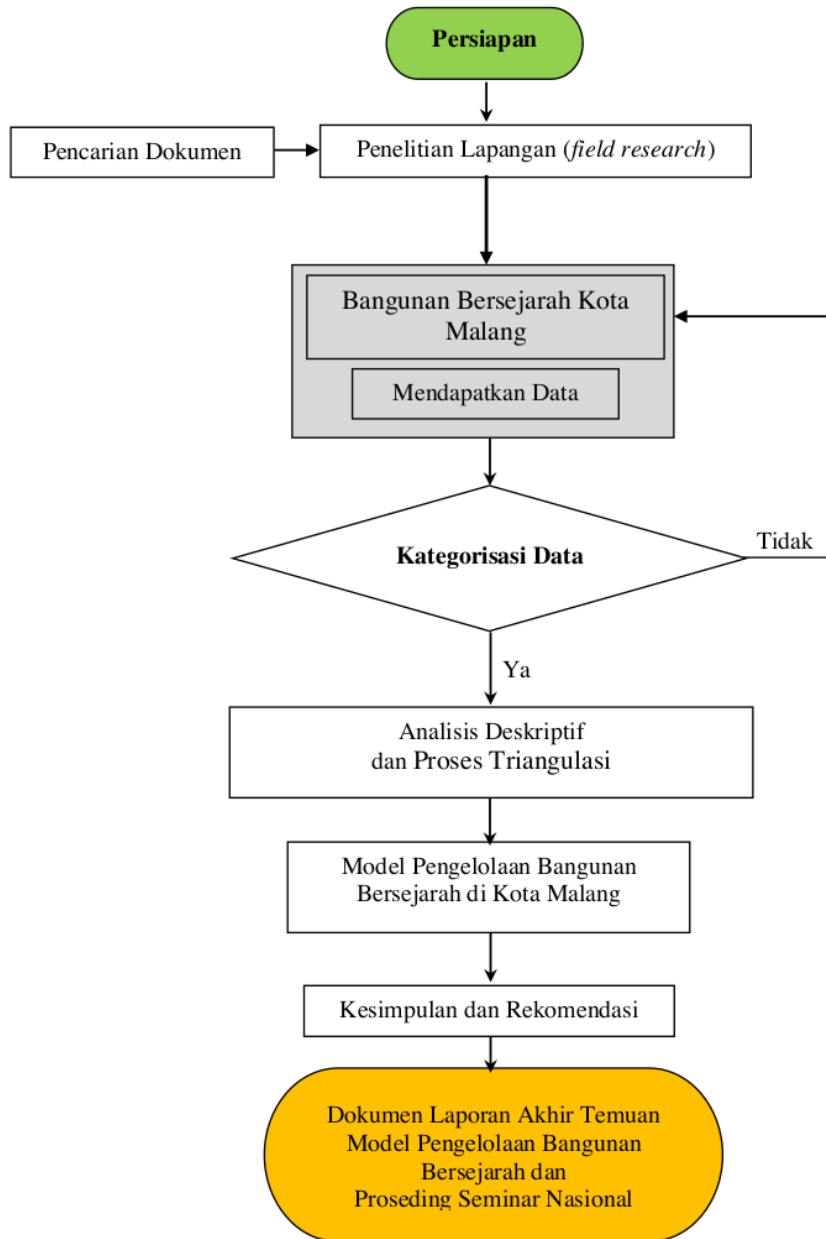 Persiapan
Pencarian Dokumen
Penelitian Lapangan (field research)
Bangunan Bersejarah Kota
Malang
Mendapatkan Data
Kategorisasi Data
Tidak
Ya
Analisis Deskriptif
dan Proses Triangulasi
Model Pengelolaan Bangunan
Bersejarah di Kota Malang
Kesimpulan dan Rekomendasi
Dokumen Laporan Akhir Temuan
Model Pengelolaan Bangunan
Bersejarah dan
Proseding Seminar Nasional